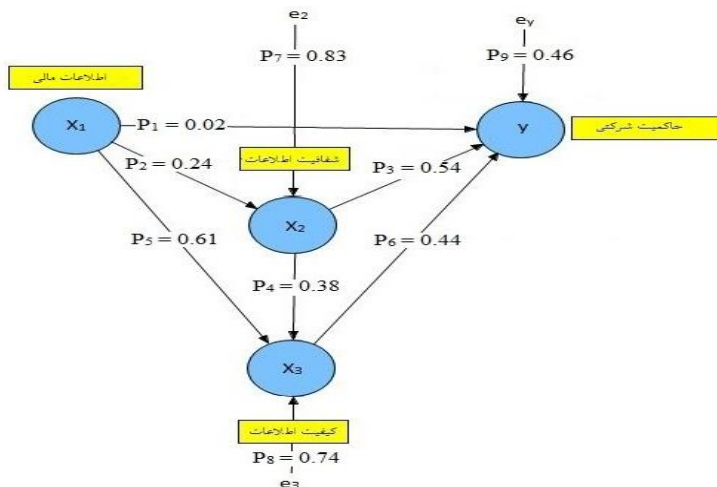 e2
ey
P7 = 0.83
P9 = 0.46
اطلاعات مالی
X1
P1 = 0.02
y
حاکمیت شرکتی
P2 = 0.24
شفافیت اطلاعات
P3 = 0.54
X2
P5 = 0.61
P6 = 0.44
P4 = 0.38
X3
کیفیت اطلاعات
P8 = 0.74
e3